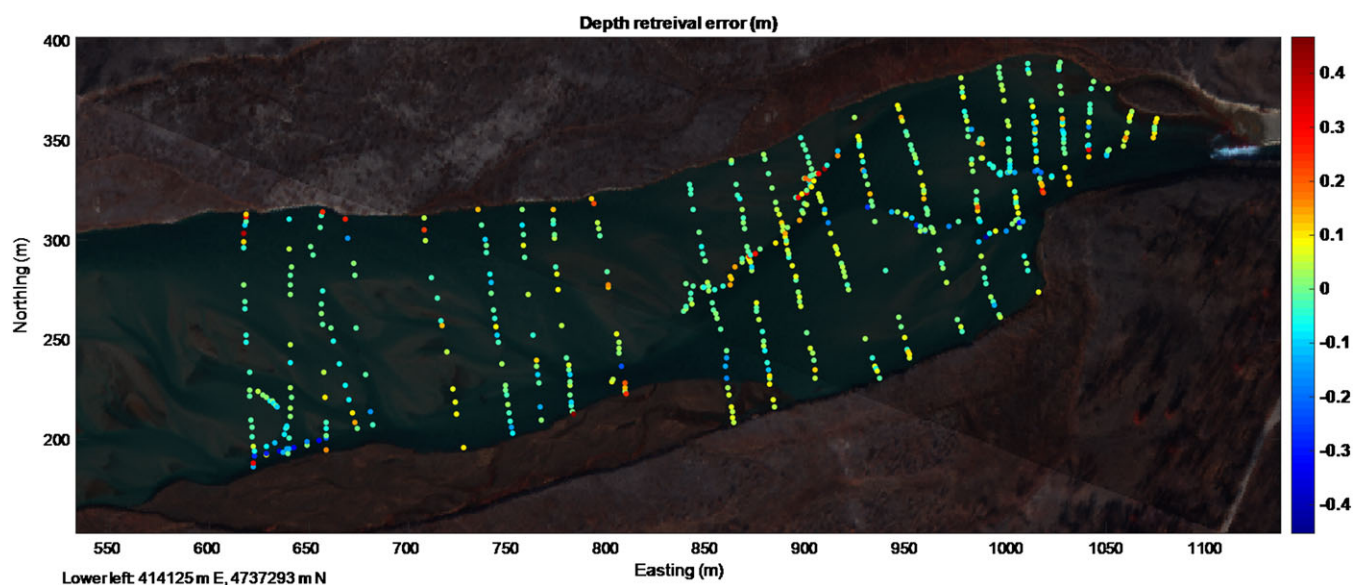 Depth retreival error (m)
400
350
300
250
200
Northing (m)
550 600 650 700 750 800 850 900 950 1000 1050 1100
Easting (m)
Lower left: 414125 m E, 4737293 m N
0.4
0.3
0.2
0.1
0
-0.1
-0.2
-0.3
-0.4